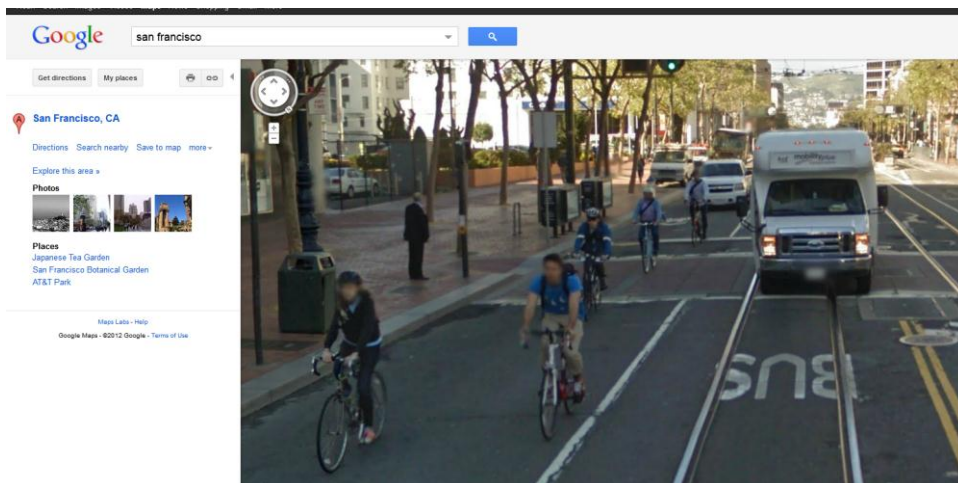 Google
san francisco
Get directions My places
A San Francisco, CA
Directions Search nearby Save to map more
Explore this area »
Photos
Places
Japanese Tea Garden
San Francisco Botanical Garden
AT&T Park
Maps Labs - Help
Google Maps - ©2012 Google - Terms of Use
mobility
BUS